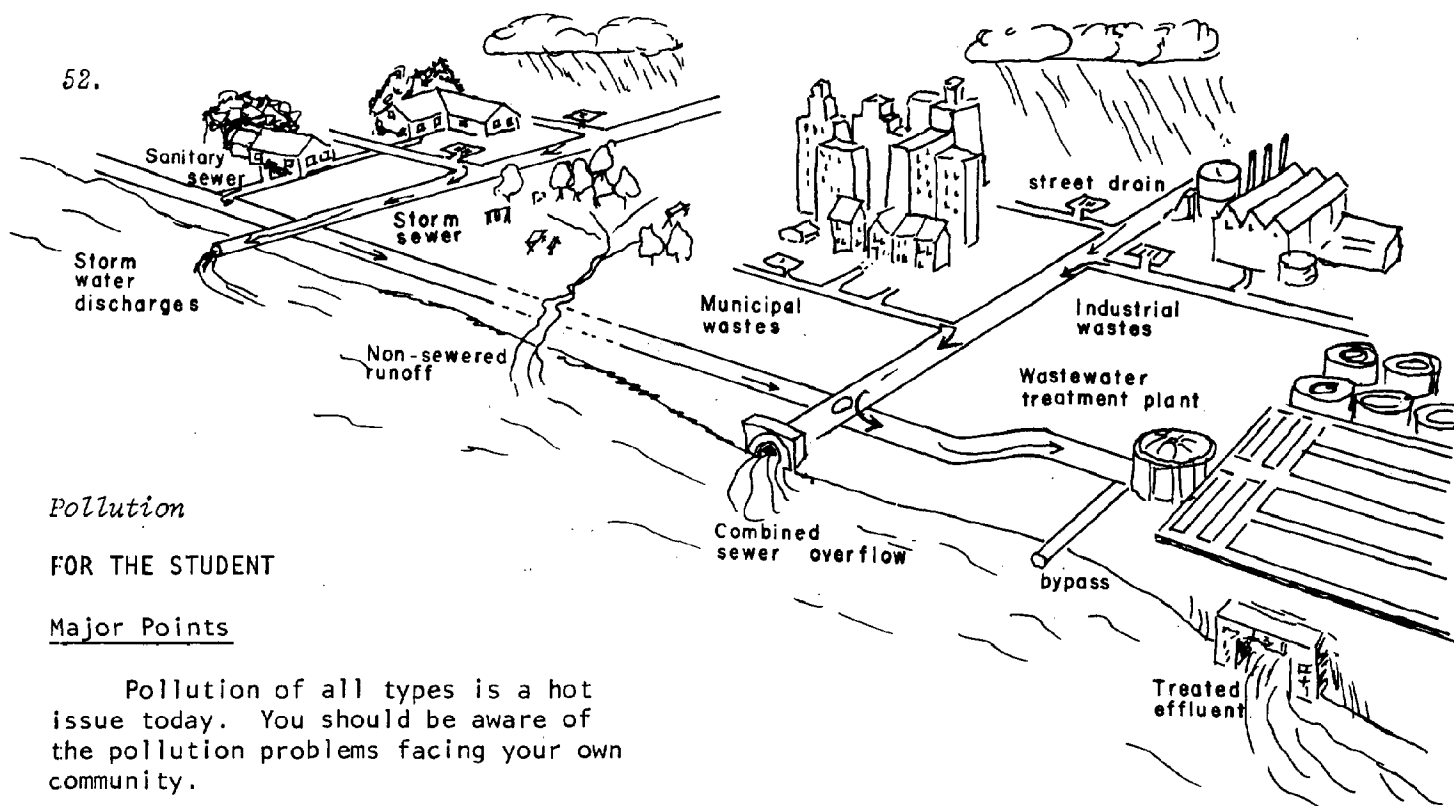 52.
Sanitary
sewer
Storm
sewer
Storm
water
discharges
Non-sewered
runoff
Municipal
wastes
street drain
Industrial
wastes
Wastewater
treatment plant
Combined
sewer overflow
bypass
Treated
effluent
Pollution
FOR THE STUDENT
Major Points
Pollution of all types is a hot
issue today. You should be aware of
the pollution problems facing your own
community.